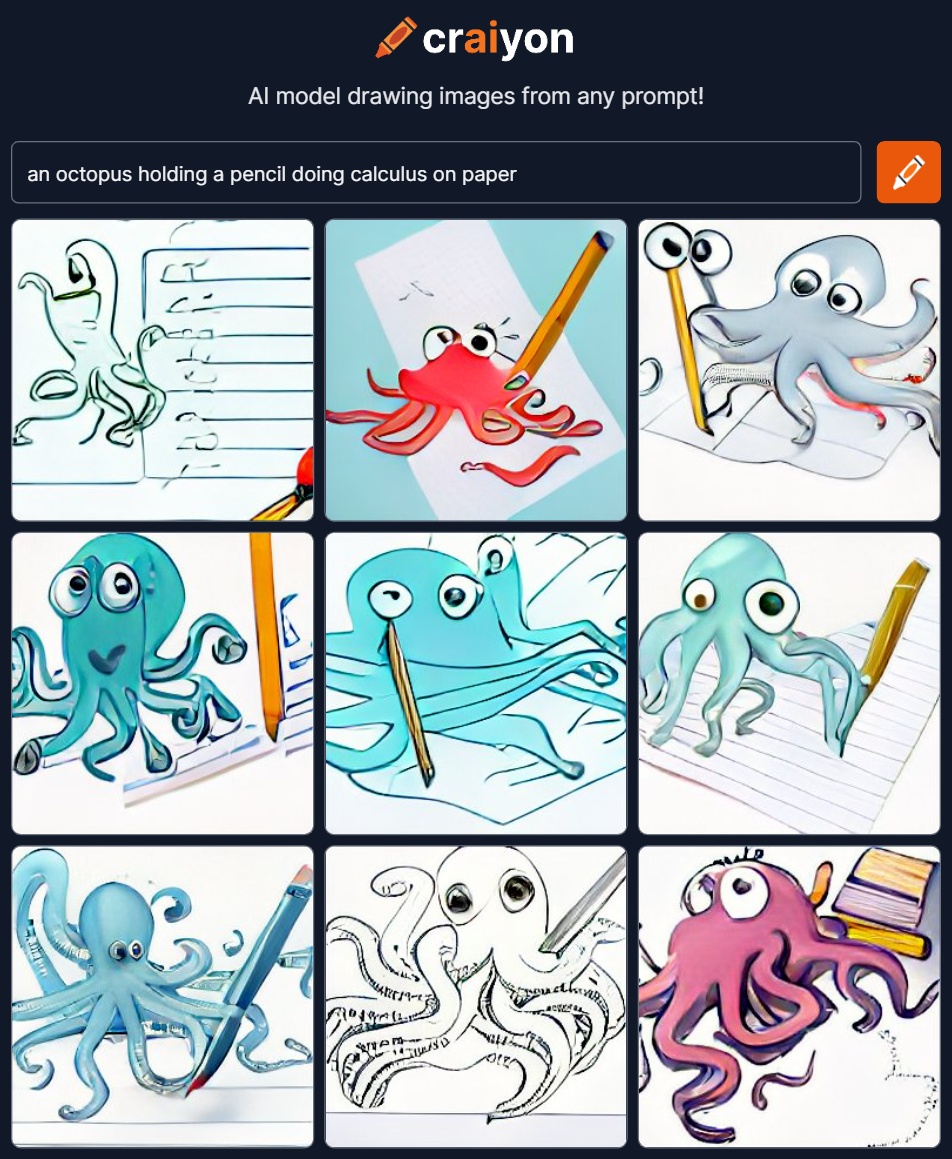 craiyon
AI model drawing images from any prompt!
an octopus holding a pencil doing calculus on paper